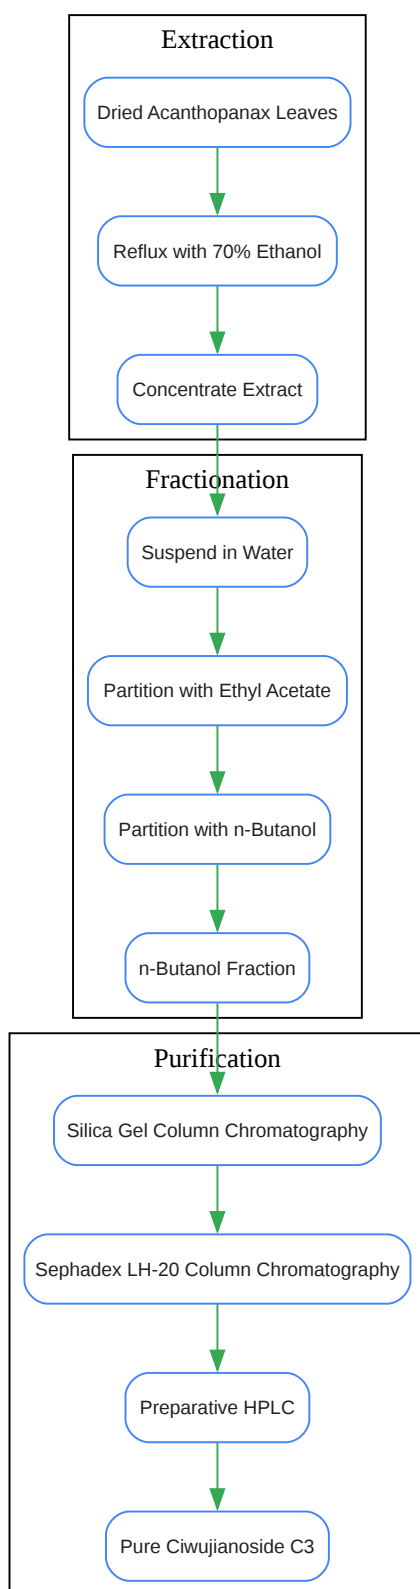 Extraction
Dried Acanthopanax Leaves
Reflux with 70% Ethanol
Concentrate Extract
Fractionation
Suspend in Water
Partition with Ethyl Acetate
Partition with n-Butanol
n-Butanol Fraction
Purification
Silica Gel Column Chromatography
Sephadex LH-20 Column Chromatography
Preparative HPLC
Pure Ciwujianoside C3